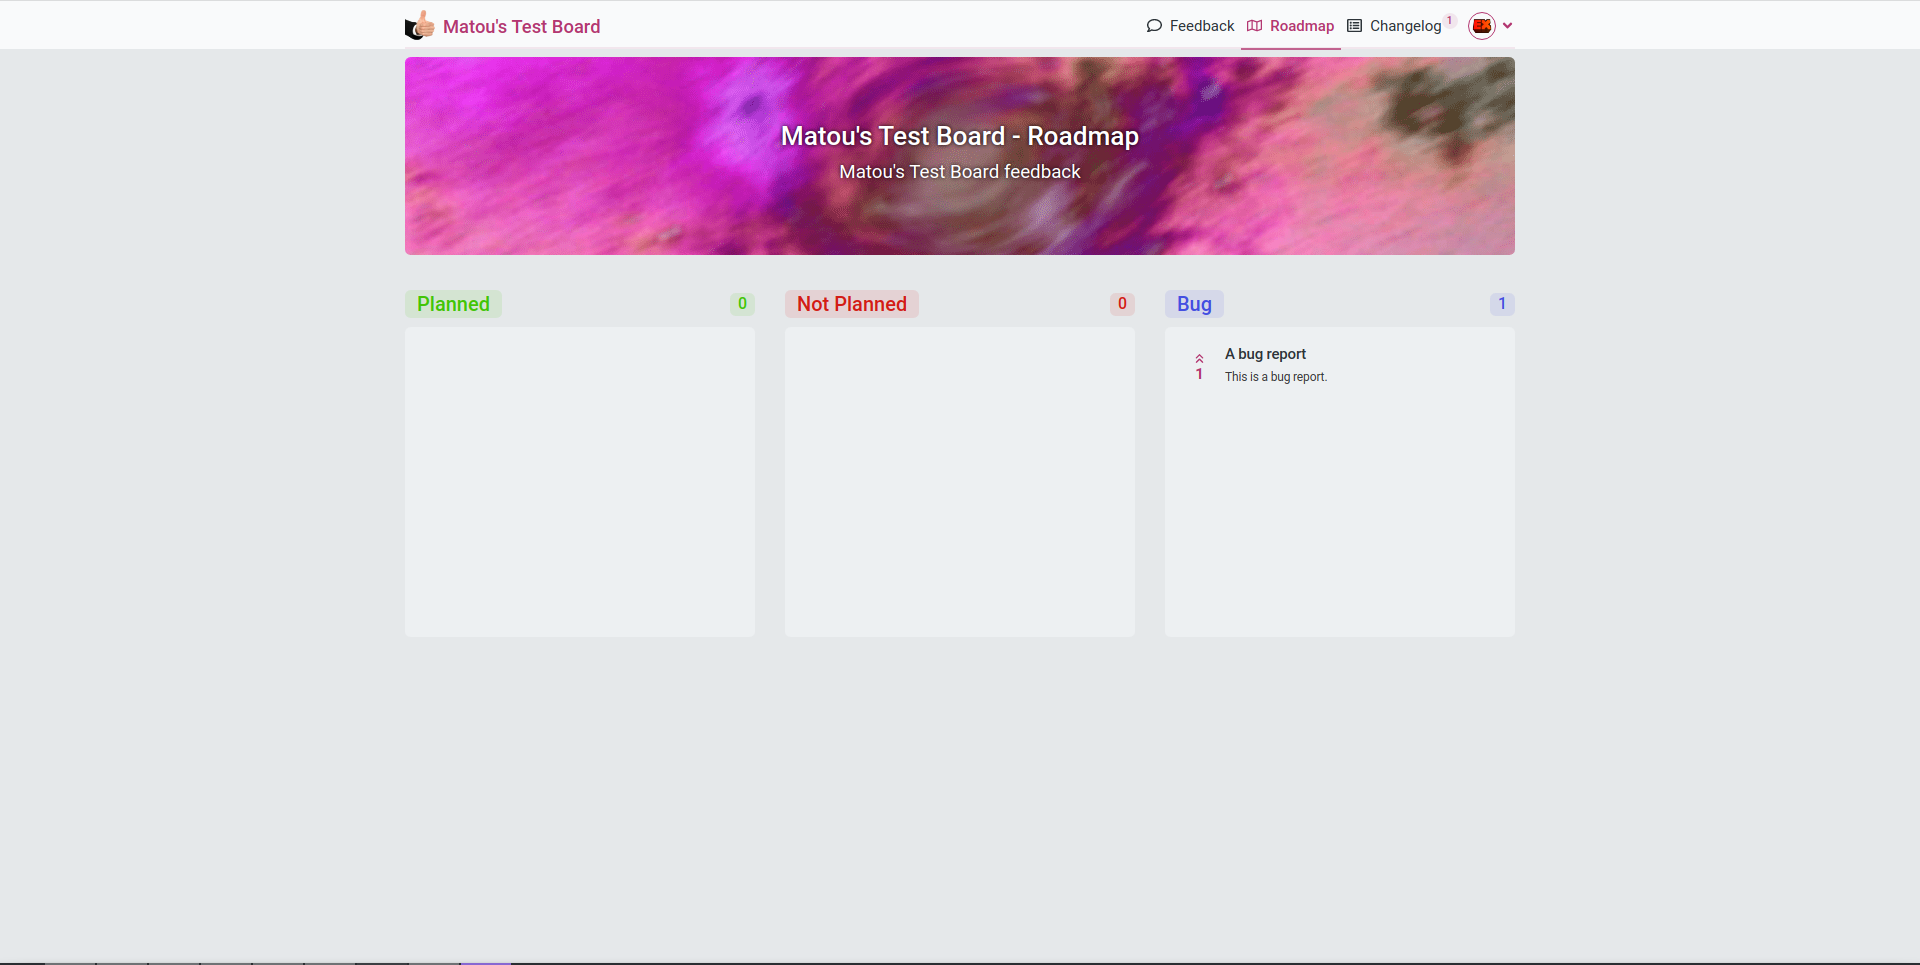 Matou's Test Board
Feedback
Roadmap
Changelog 1
Matou's Test Board - Roadmap
Matou's Test Board feedback
Planned
0
Not Planned
0
Bug
1
A bug report
1
This is a bug report.